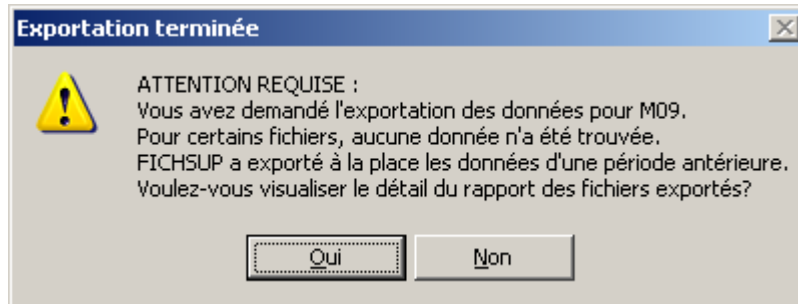 Exportation terminée
ATTENTION REQUISE :
Vous avez demandé l'exportation des données pour M09.
Pour certains fichiers, aucune donnée n'a été trouvée.
FICHSUP a exporté à la place les données d'une période antérieure.
Voulez-vous visualiser le détail du rapport des fichiers exportés?
Oui
Non